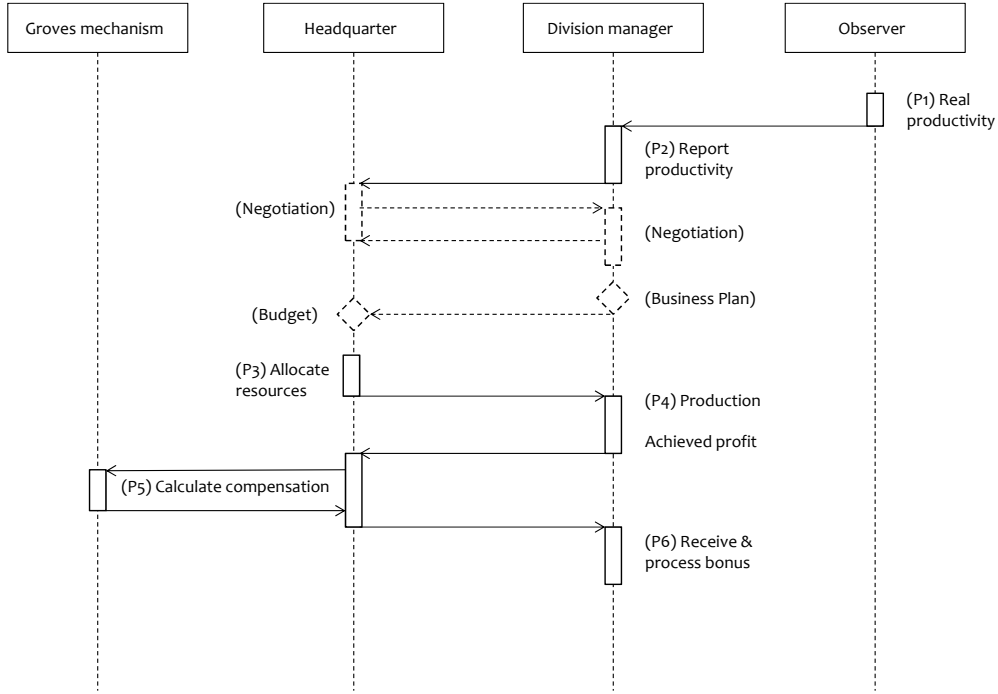 Groves mechanism
Headquarter
Division manager
Observer
(P1) Real
productivity
(P2) Report
productivity
(Negotiation)
(Negotiation)
(Business Plan)
(Budget)
(P3) Allocate
resources
(P4) Production
Achieved profit
(P5) Calculate compensation
(P6) Receive &
process bonus